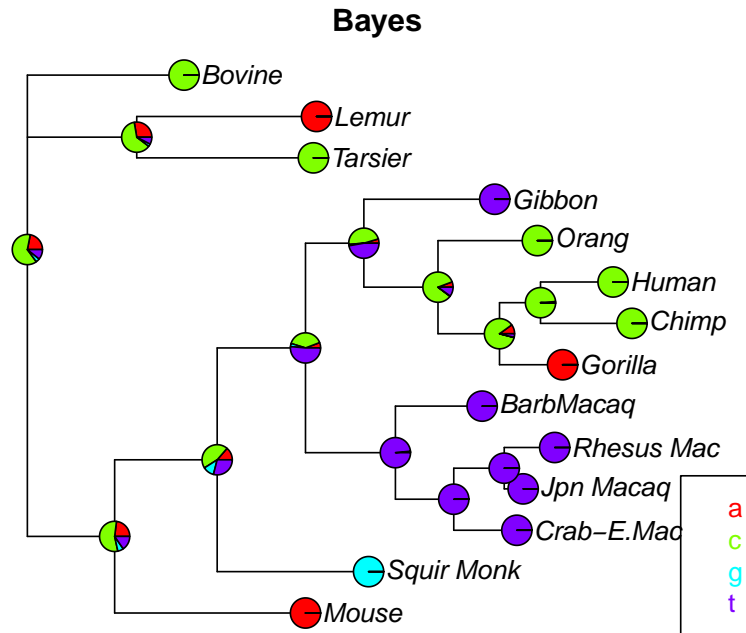 Bayes
Bovine
Lemur
Tarsier
Gibbon
Orang
Human
Chimp
Gorilla
BarbMacaq
Rhesus Mac
Jpn Macaq
Crab−E.Mac
Squir Monk
Mouse
a
c
g
t